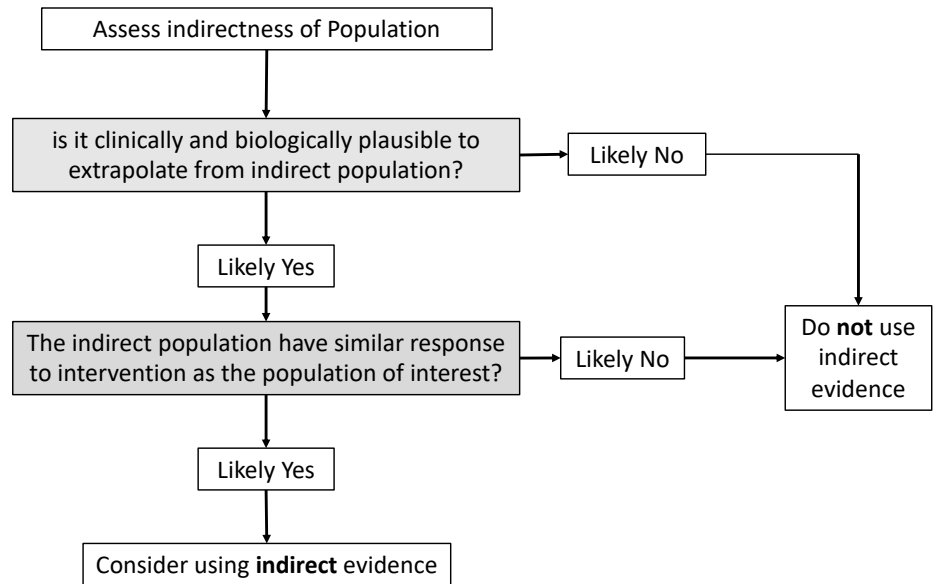 Assess indirectness of Population
is it clinically and biologically plausible to
extrapolate from indirect population?
Likely No
Likely Yes
The indirect population have similar response
to intervention as the population of interest?
Likely No
Do not use
indirect
evidence
Likely Yes
Consider using indirect evidence